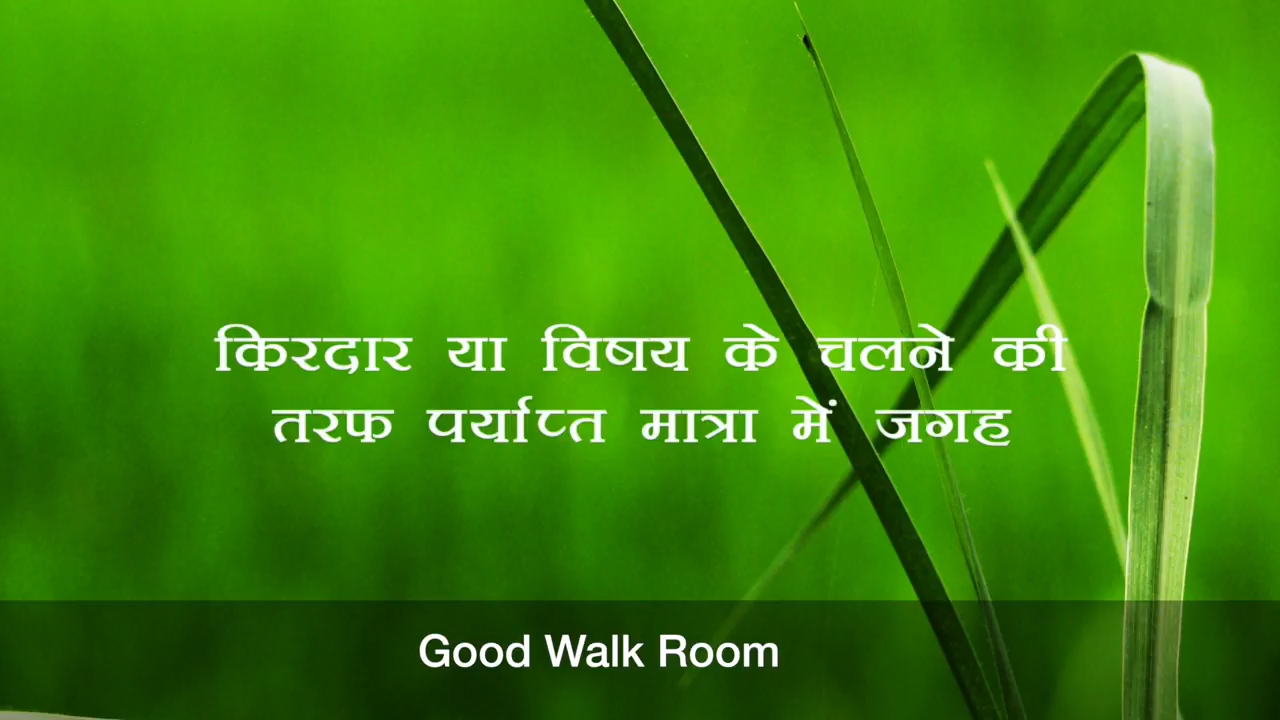 किरदार या विषय के चलने की
तरफ पर्याप्त मात्रा में जगह
Good Walk Room